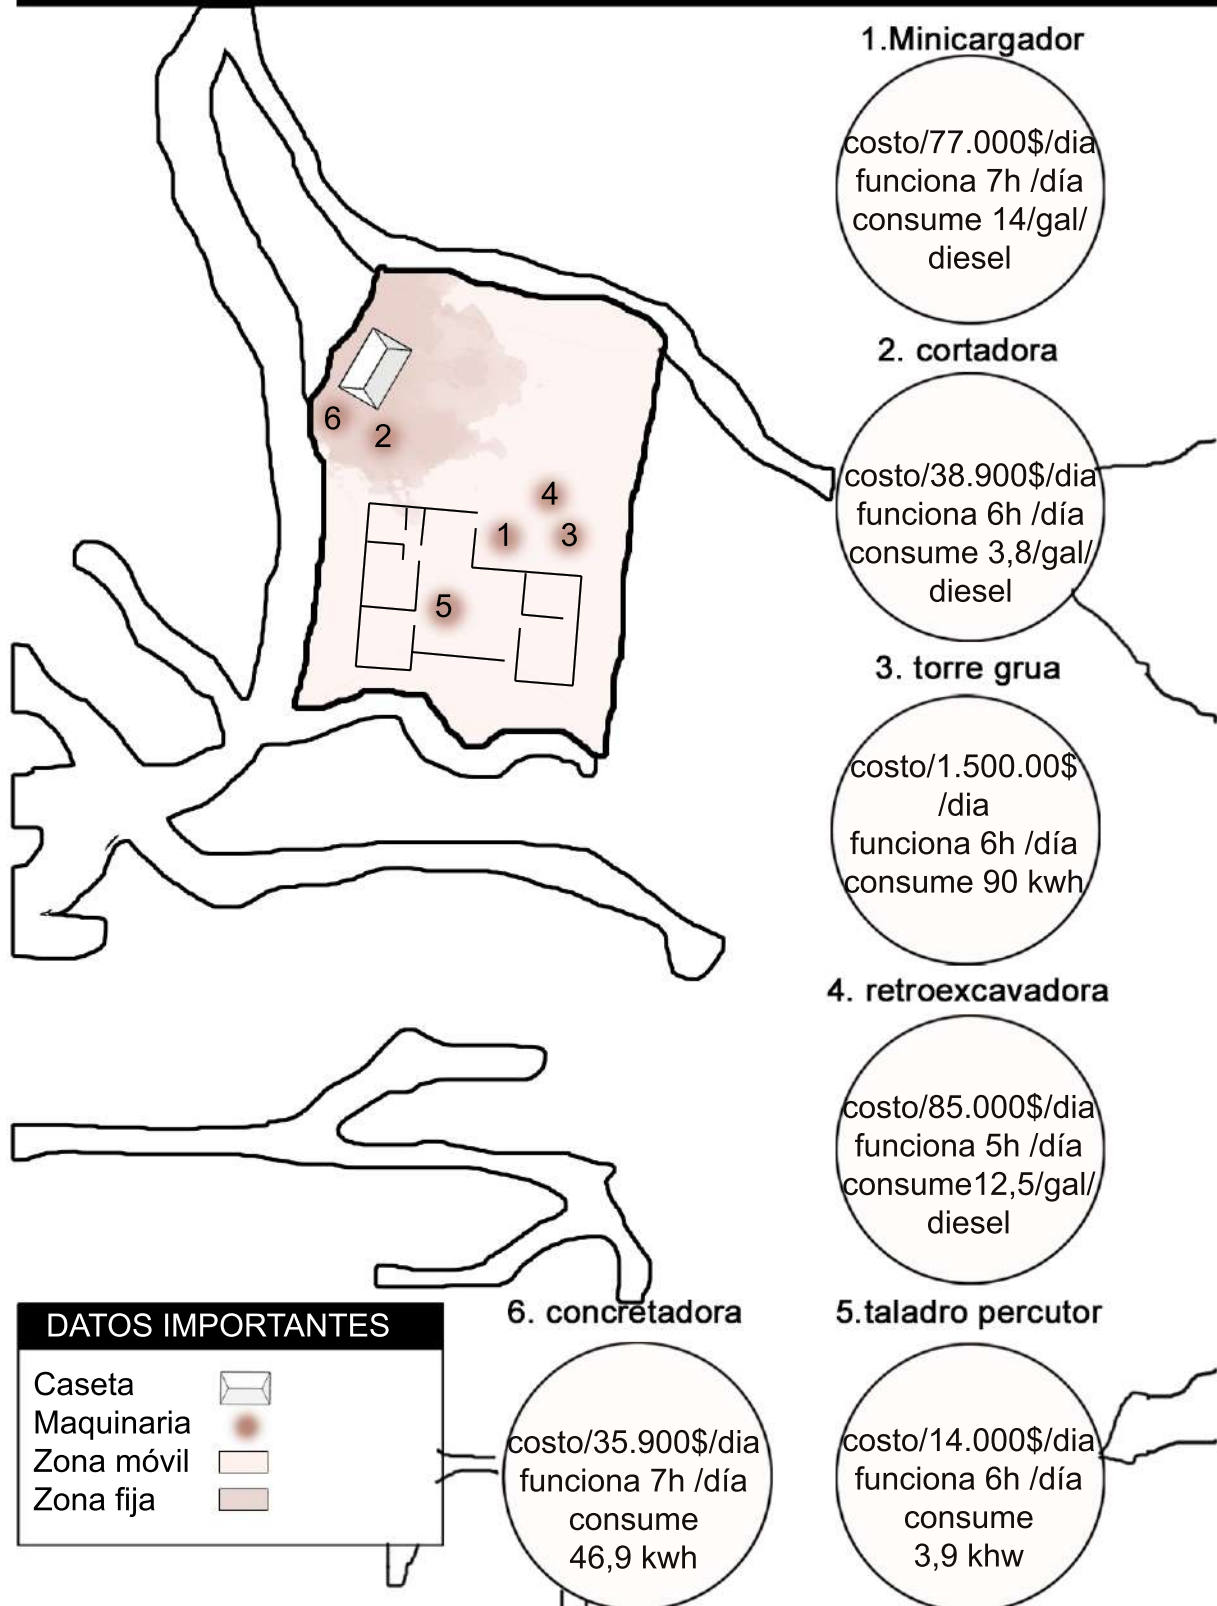 1.Minicargador
costo/77.000$/dia
funciona 7h /día
consume 14/gal/
diesel
2. cortadora
costo/38.900$/dia
funciona 6h /día
consume 3,8/gal/
diesel
3. torre grua
costo/1.500.00$
/dia
funciona 6h /día
consume 90 kwh
4. retroexcavadora
costo/85.000$/dia
funciona 5h /día
consume12,5/gal/
diesel
6
2
4
1
3
5
DATOS IMPORTANTES
Caseta
Maquinaria
Zona móvil
Zona fija
6. concretadora
costo/35.900$/dia
funciona 7h /día
consume
46,9 kwh
5.taladro percutor
costo/14.000$/dia
funciona 6h /día
consume
3,9 khw